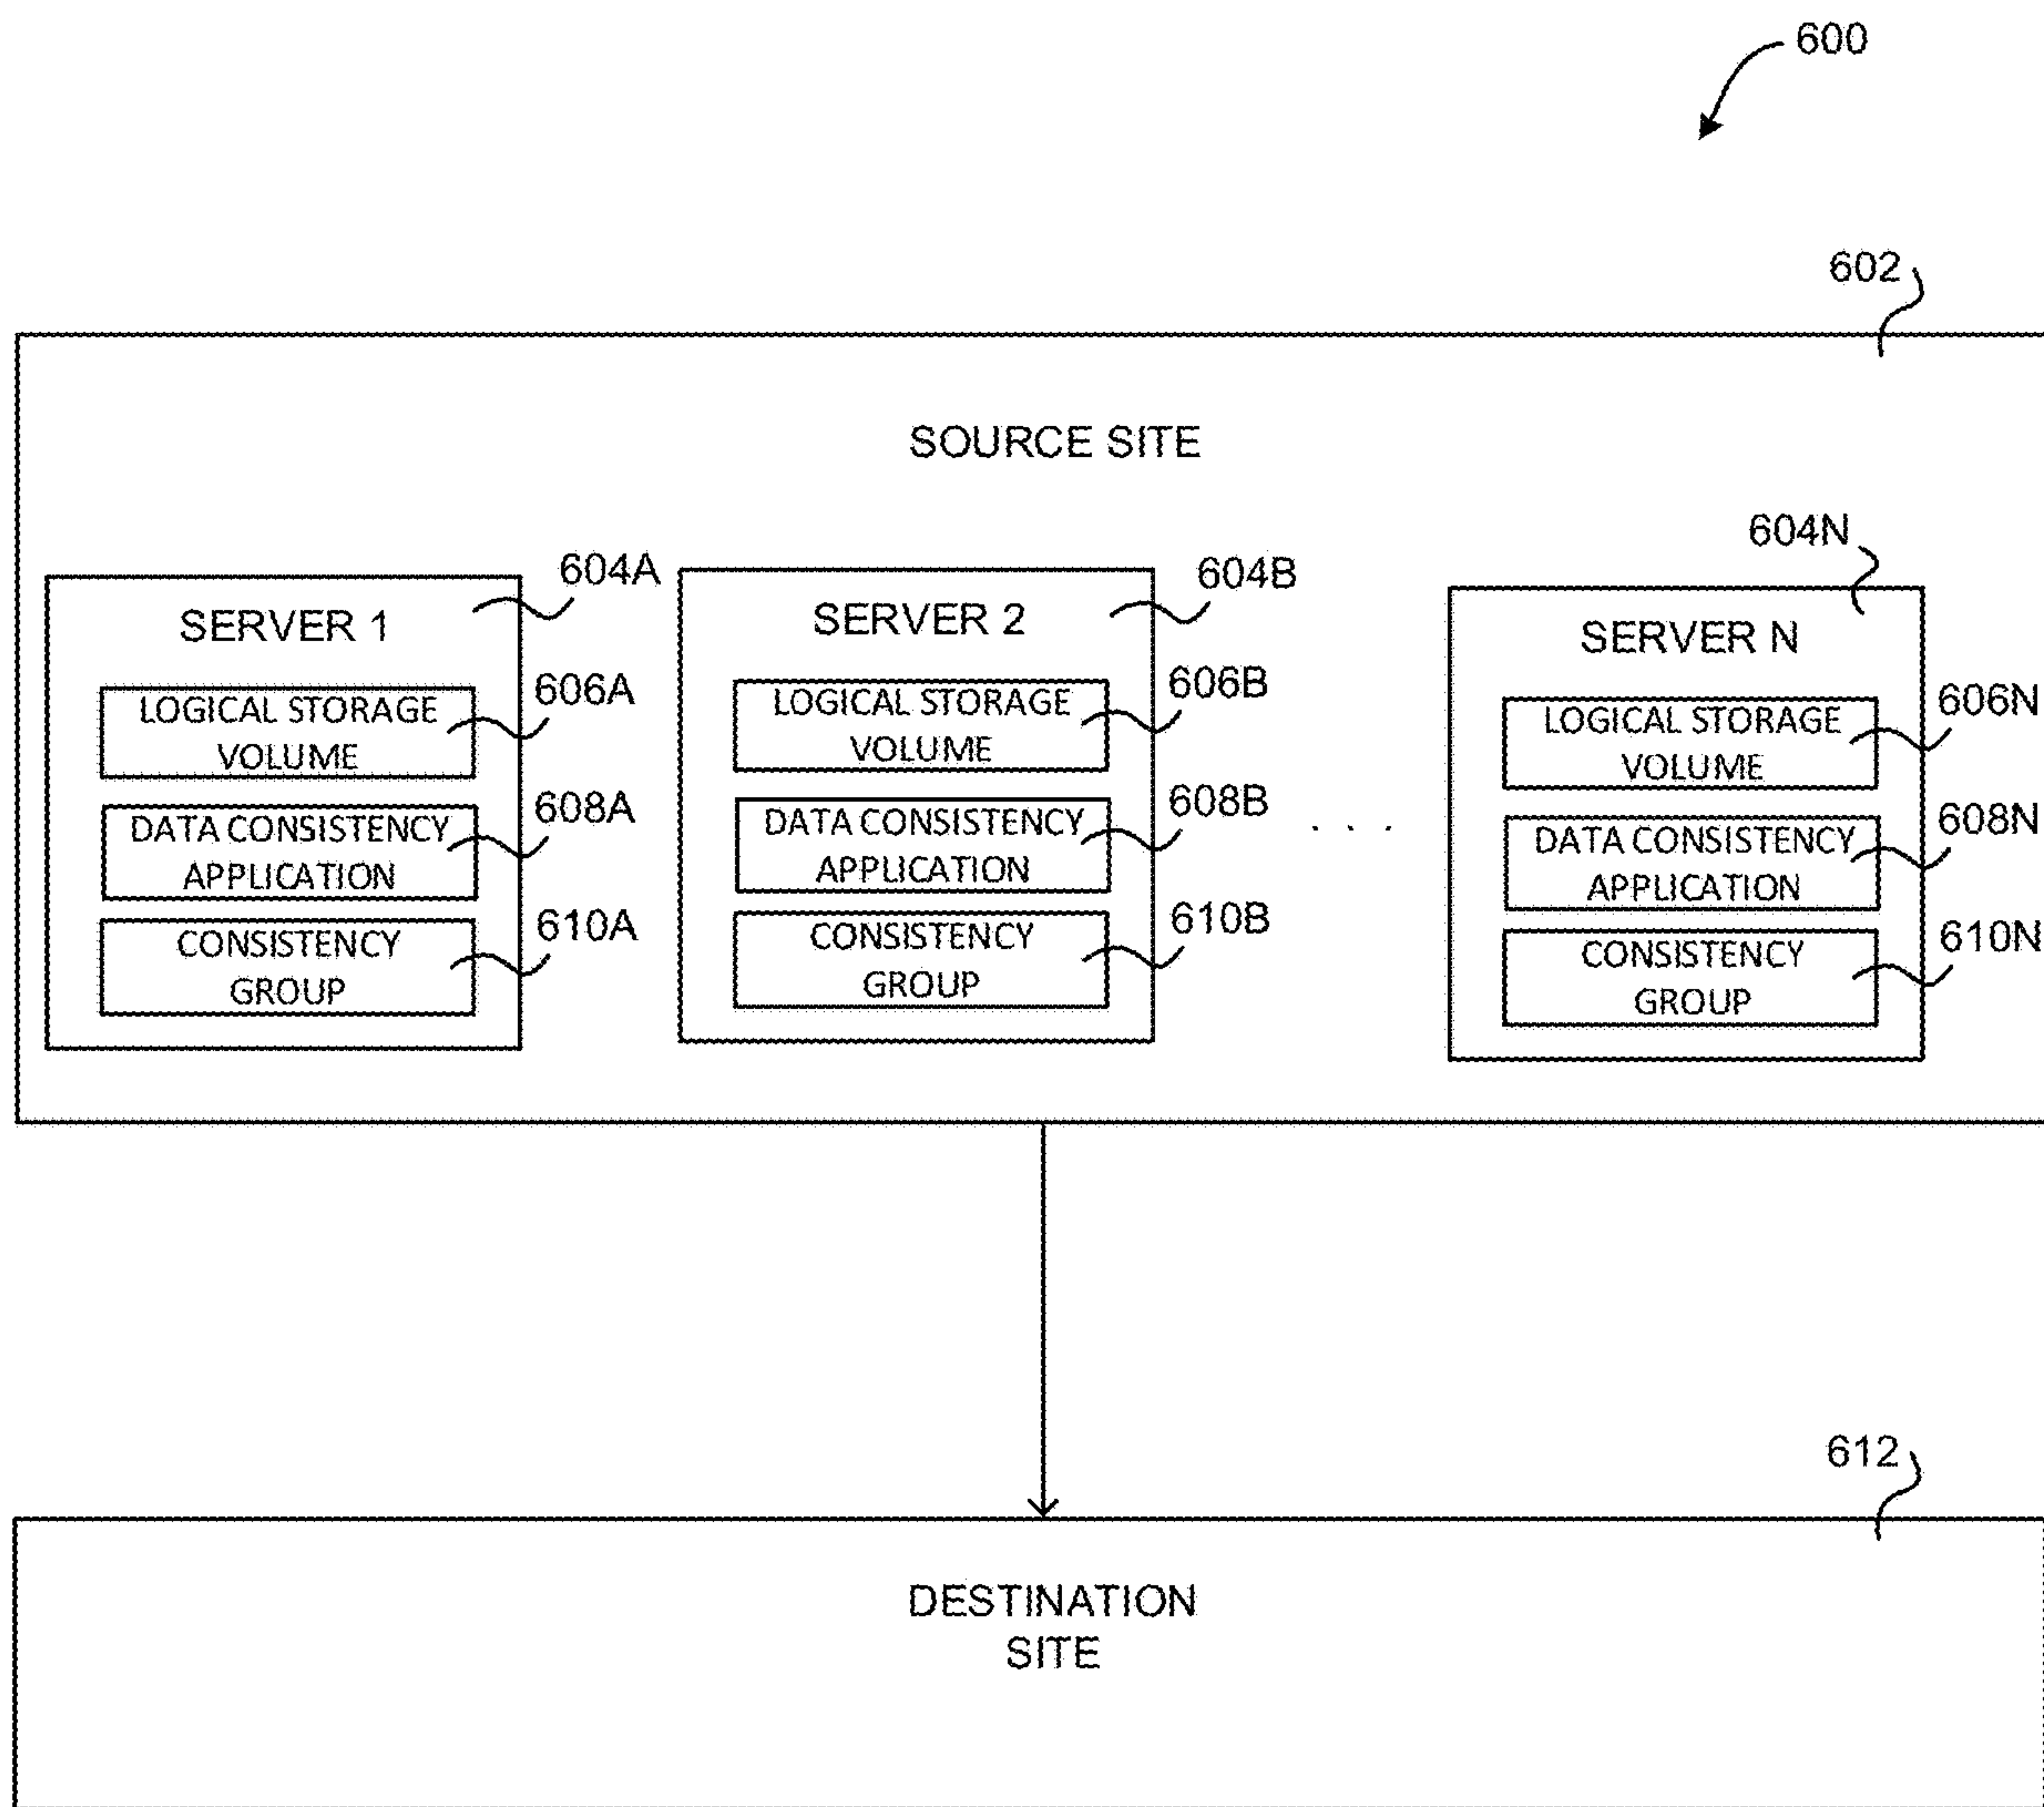 600
602
SOURCE SITE
604A
604B
604N
SERVER 1
SERVER 2
SERVER N
606A
606B
606N
LOGICAL STORAGE
VOLUME
LOGICAL STORAGE
VOLUME
LOGICAL STORAGE
VOLUME
608A
608B
608N
DATA CONSISTENCY
APPLICATION
DATA CONSISTENCY
APPLICATION
. . .
DATA CONSISTENCY
APPLICATION
610A
610B
610N
CONSISTENCY
GROUP
CONSISTENCY
GROUP
CONSISTENCY
GROUP
612
DESTINATION
SITE